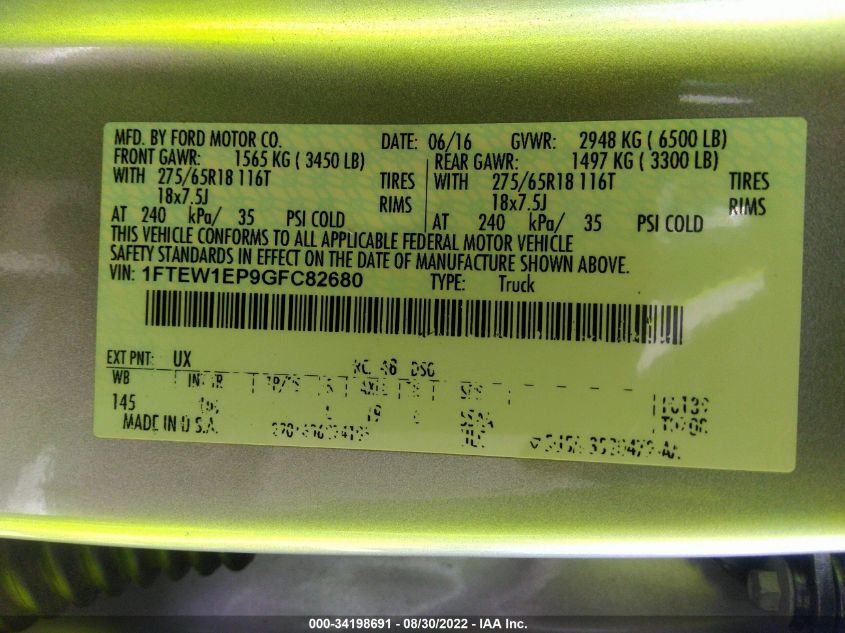 MFD. BY FORD MOTOR CO. DATE: 06/16 GVWR: 2948 KG ( 6500 LB)
FRONT GAWR: 1565 KG ( 3450 LB) REAR GAWR: 1497 KG ( 3300 LB)
WITH 275/65R18 116T TIRES WITH 275/65R18 116T TIRES
18x7.5J RIMS 18x7.5J RIMS
AT 240 kPa/ 35 PSI COLD AT 240 kPa/ 35 PSI COLD
THIS VEHICLE CONFORMS TO ALL APPLICABLE FEDERAL MOTOR VEHICLE
SAFETY STANDARDS IN EFFECT ON THE DATE OF MANUFACTURE SHOWN ABOVE.
VIN: 1FTEW1EP9GFC82680 TYPE: Truck
EXT PNT: UX RC: 48 DSO
WB
145 19
MADE IN U.S.A.
000-34198691 - 08/30/2022 - IAA Inc.